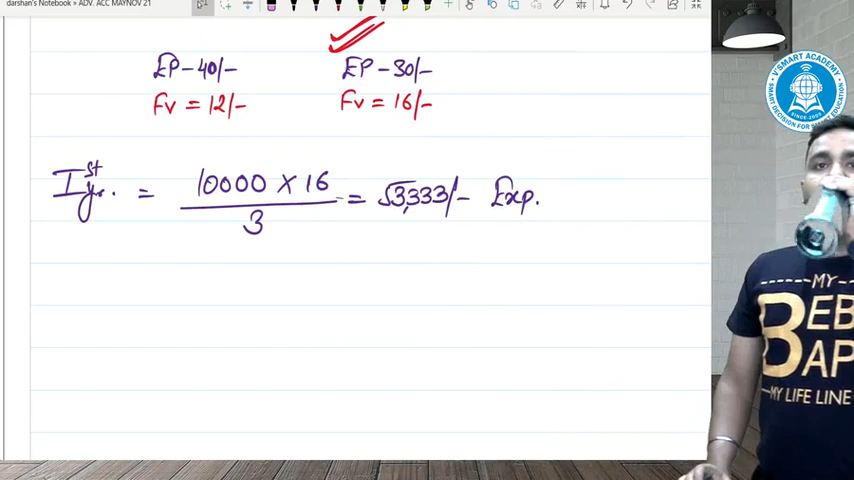 darshan's Notebook » ADV. ACC MAYNOV 21
EP - 40/- EP - 30/-
FV = 12/- FV = 16/-
Ist yr. = 10000 × 16 / 3 = 53,333/- Exp.
V'SMART ACADEMY
SINCE-2003
SMART DECISION FOR SMART EDUCATION
MY
BEB
BAP
MY LIFE LINE